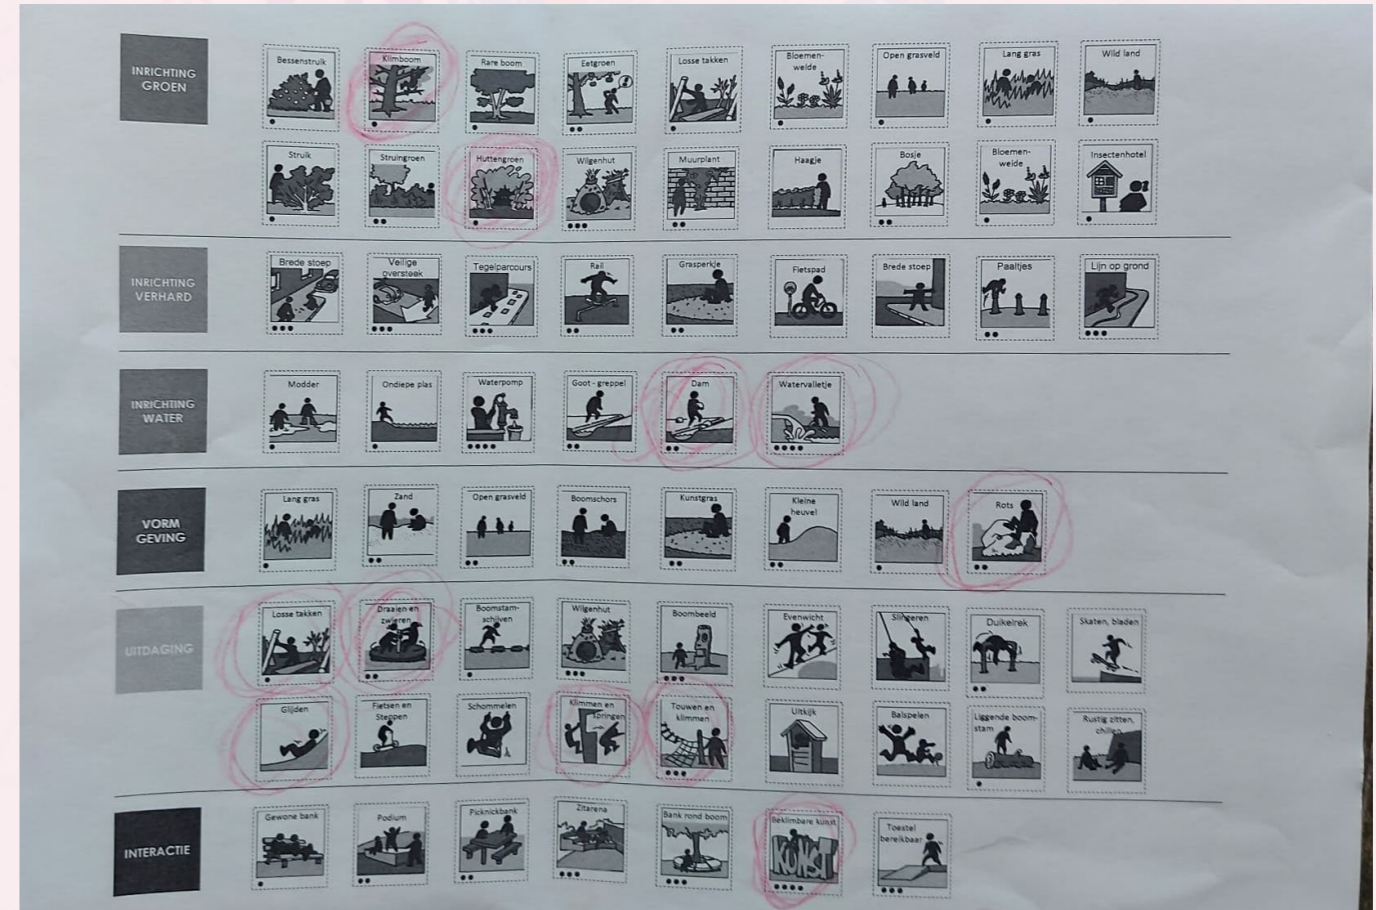 INRICHTING
GROEN
Bessenstruik
Klimboom
Rare boom
Eetgroen
Losse takken
Bloemen-
weide
Open grasveld
Lang gras
Wild land
Struik
Struingroen
Huttengroen
Wilgenhut
Muurplant
Haagje
Bosje
Bloemen-
weide
Insectenhotel
INRICHTING
VERHARD
Brede stoep
Veilige
oversteek
Tegelparcours
Rail
Grasperkje
Fietspad
Brede stoep
Paaltjes
Lijn op grond
INRICHTING
WATER
Modder
Ondiepe plas
Waterpomp
Goot - greppel
Dam
Watervalletje
VORM
GEVING
Lang gras
Zand
Open grasveld
Boomschors
Kunstgras
Kleine
heuvel
Wild land
Rots
UITDAGING
Losse takken
Draaien en
zwieren
Boomstam-
schijven
Wilgenhut
Boombeeld
Evenwicht
Slingeren
Duikelrek
Skaten, bladen
Glijden
Fietsen en
Steppen
Schommelen
Klimmen en
springen
Touwen en
klimmen
Uitkijk
Balspelen
Liggende boom-
stam
Rustig zitten,
chillen
INTERACTIE
Gewone bank
Podium
Picknickbank
Zitarena
Bank rond boom
Beklimbare kunst
KUNST
Toestel
bereikbaar